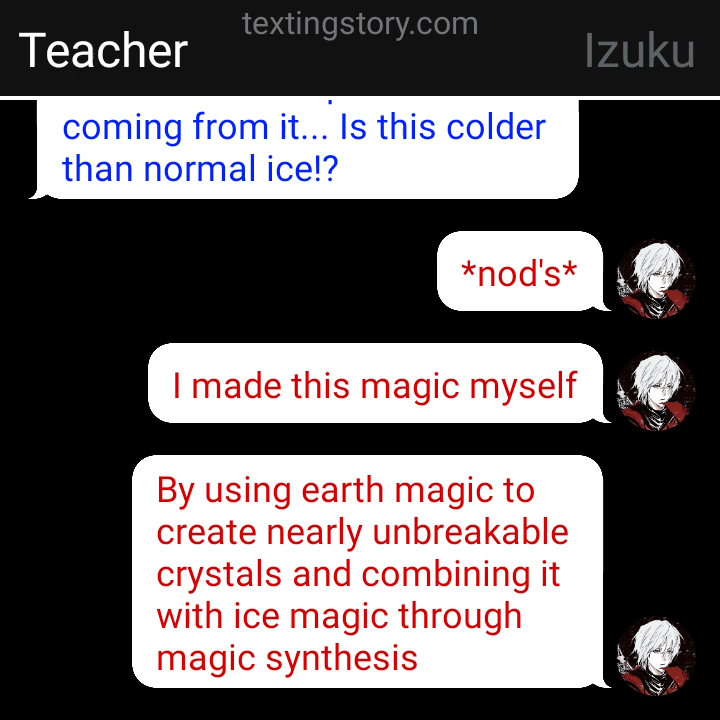 textingstory.com
Teacher
Izuku
coming from it... Is this colder
than normal ice!?
*nod's*
I made this magic myself
By using earth magic to
create nearly unbreakable
crystals and combining it
with ice magic through
magic synthesis